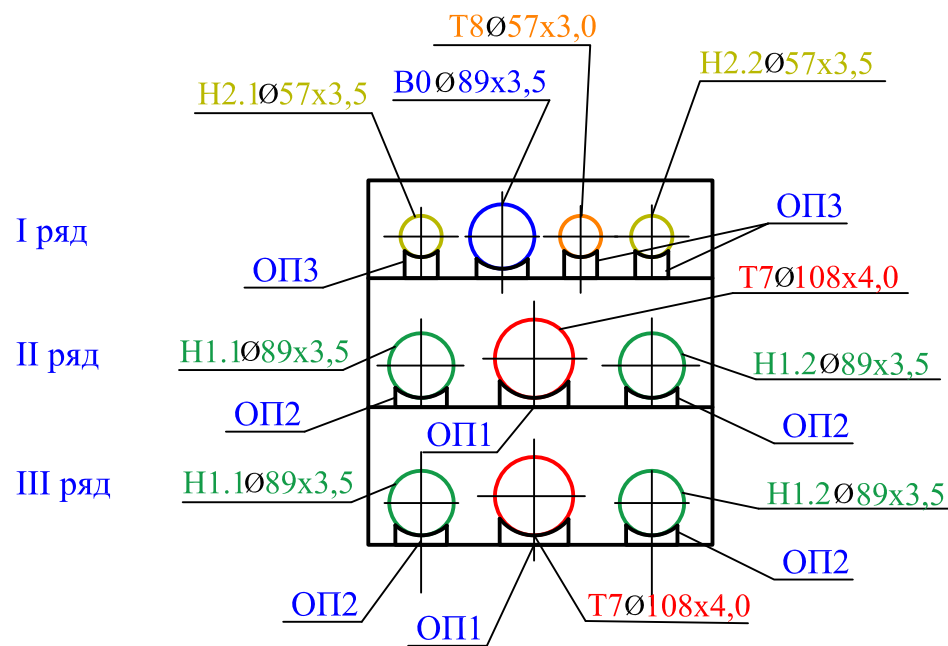 Т8Ø57х3,0
Н2.1Ø57х3,5
В0Ø89х3,5
Н2.2Ø57х3,5
I ряд
ОП3
ОП3
Т7Ø108х4,0
II ряд
Н1.1Ø89х3,5
Н1.2Ø89х3,5
ОП2
ОП1
ОП2
III ряд
Н1.1Ø89х3,5
Н1.2Ø89х3,5
ОП2
ОП2
Т7Ø108х4,0
ОП1